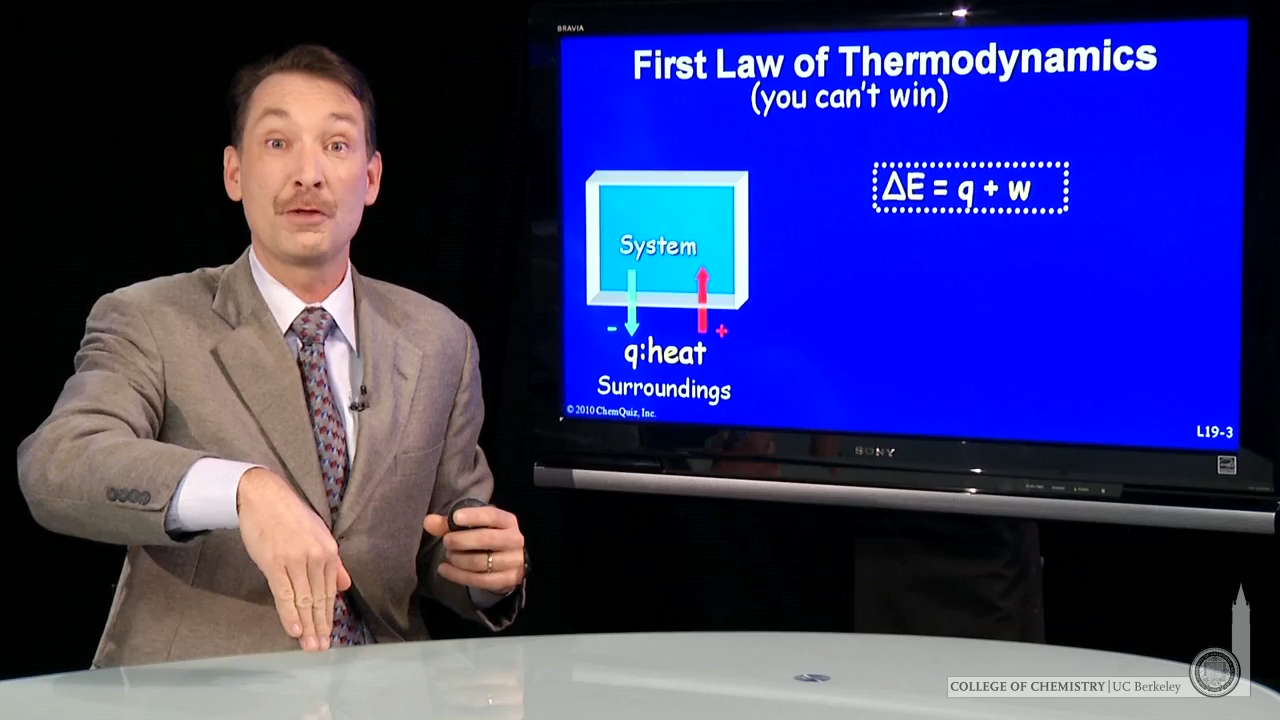 BRAVIA
First Law of Thermodynamics
(you can't win)
ΔE = q + w
System
- +
q:heat
Surroundings
© 2010 ChemQuiz, Inc.
L19-3
SONY
COLLEGE OF CHEMISTRY | UC Berkeley